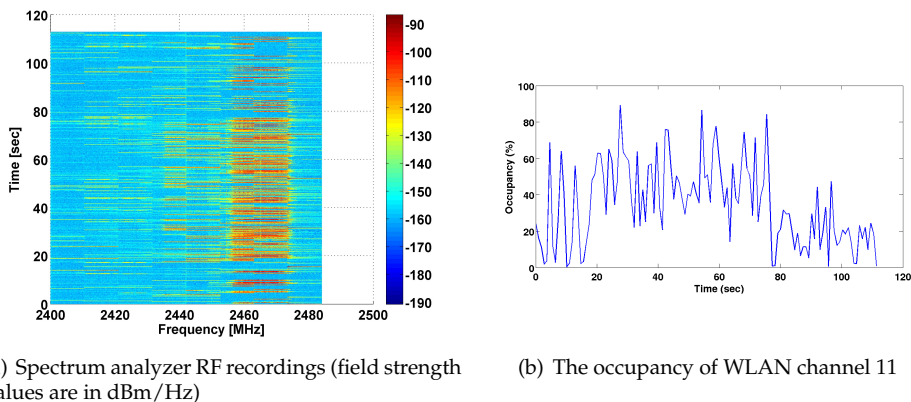 120
100
80
60
40
20
0
Time [sec]
2400 2420 2440 2460 2480 2500
Frequency [MHz]
-90
-100
-110
-120
-130
-140
-150
-160
-170
-180
-190
100
80
60
40
20
0
Occupancy (%)
0 20 40 60 80 100 120
Time (sec)
) Spectrum analyzer RF recordings (field strength
alues are in dBm/Hz)
(b) The occupancy of WLAN channel 11